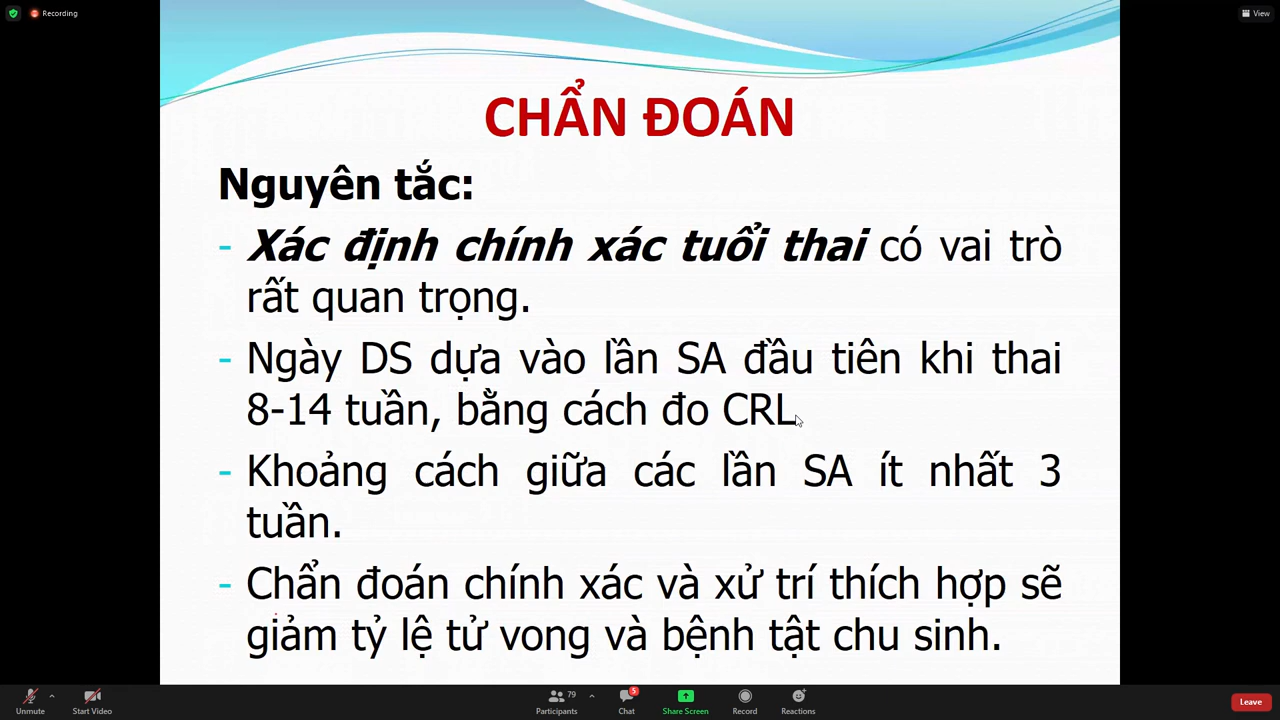 Recording
View
CHẨN ĐOÁN
Nguyên tắc:
- Xác định chính xác tuổi thai có vai trò
rất quan trọng.
- Ngày DS dựa vào lần SA đầu tiên khi thai
8-14 tuần, bằng cách đo CRL
- Khoảng cách giữa các lần SA ít nhất 3
tuần.
- Chẩn đoán chính xác và xử trí thích hợp sẽ
giảm tỷ lệ tử vong và bệnh tật chu sinh.
79
5
Unmute
Start Video
Participants
Chat
Share Screen
Record
Reactions
Leave